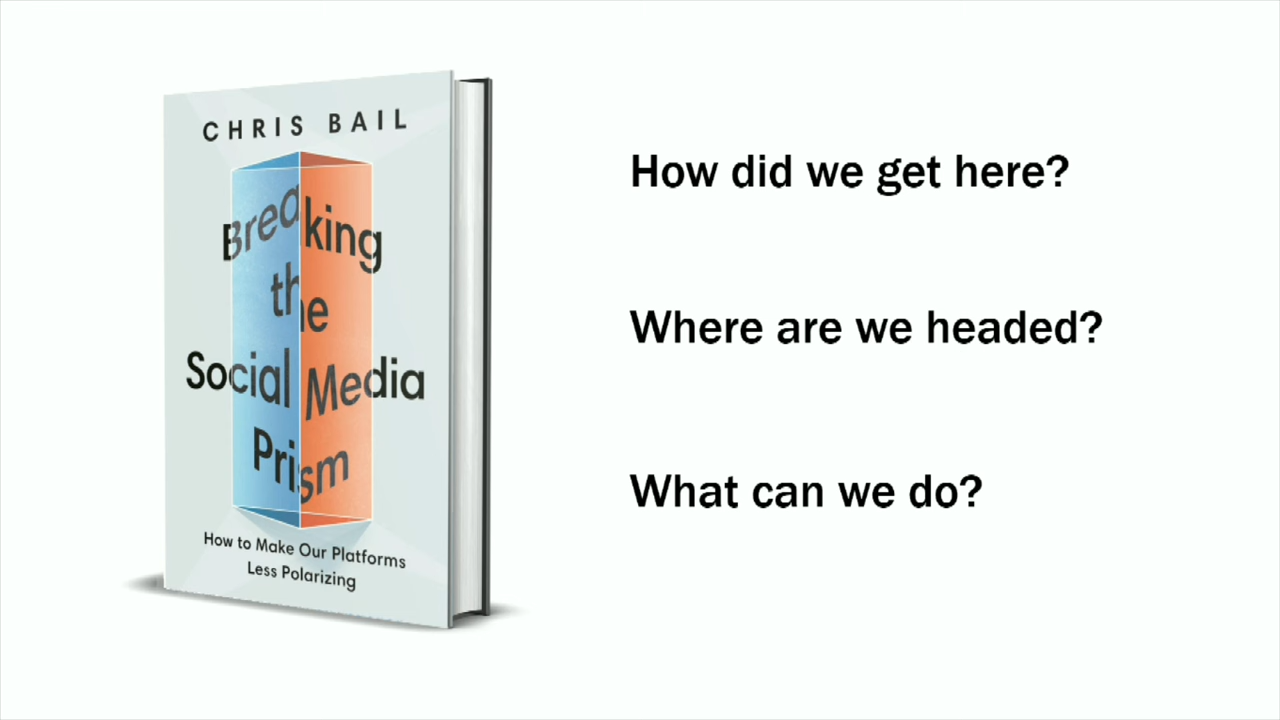 CHRIS BAIL
Breaking
the
Social Media
Prism
How to Make Our Platforms
Less Polarizing
How did we get here?
Where are we headed?
What can we do?